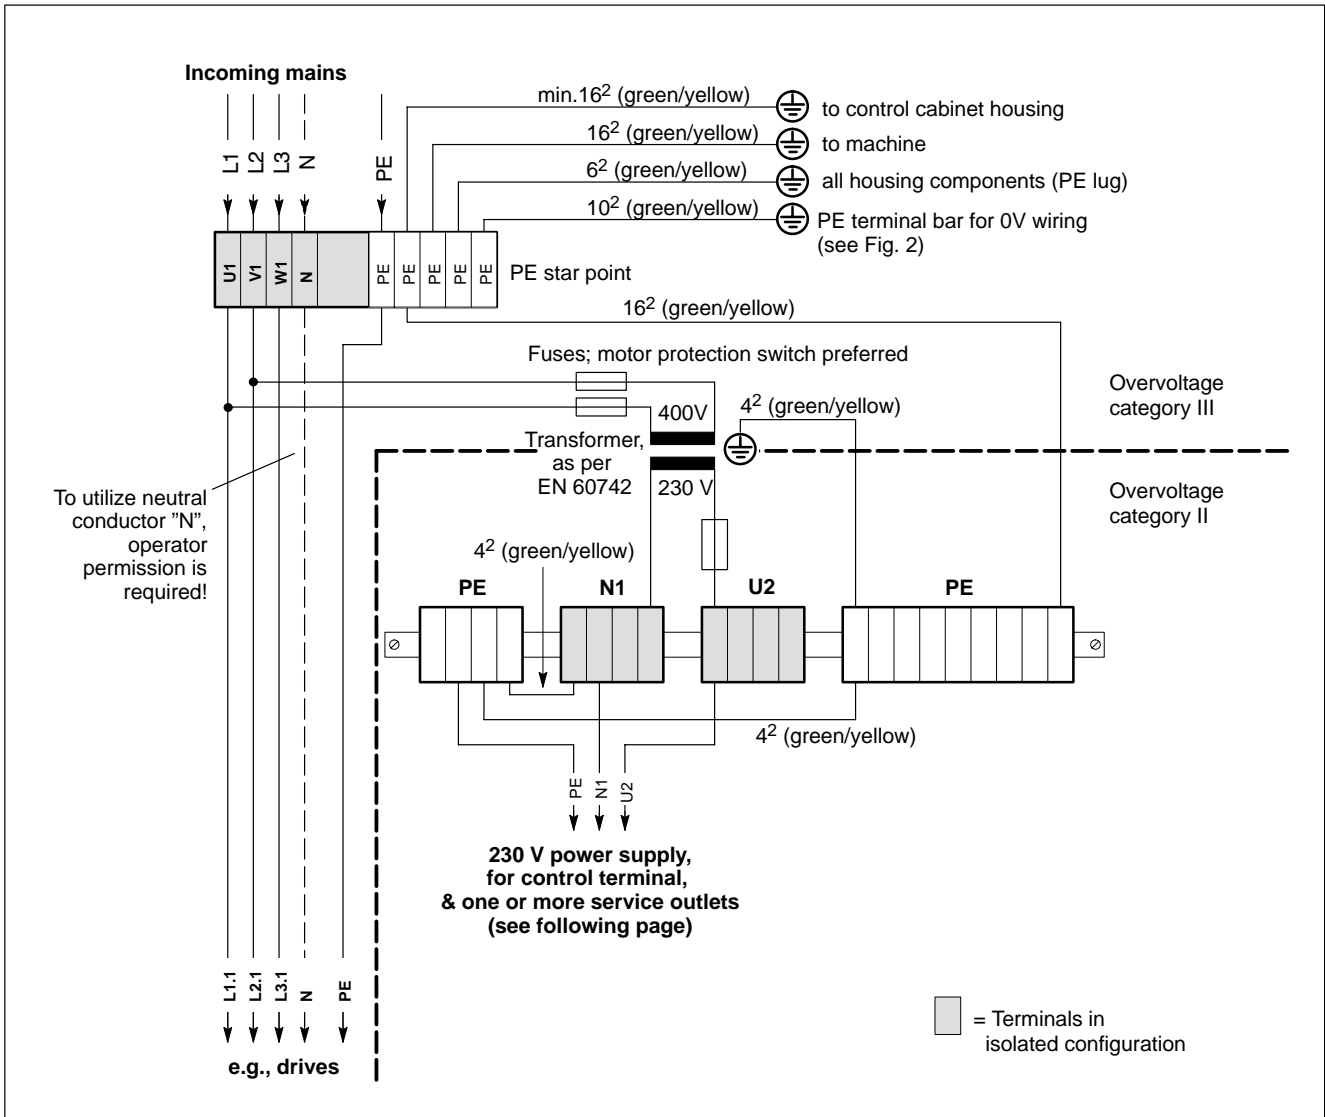 Incoming mains
L1
L2
L3
N
PE
min.16² (green/yellow)
to control cabinet housing
16² (green/yellow)
to machine
6² (green/yellow)
all housing components (PE lug)
10² (green/yellow)
PE terminal bar for 0V wiring
(see Fig. 2)
U1
V1
W1
N
PE
PE
PE
PE
PE
PE star point
16² (green/yellow)
Fuses; motor protection switch preferred
400V
4² (green/yellow)
Overvoltage
category III
Transformer,
as per
EN 60742
230 V
Overvoltage
category II
To utilize neutral
conductor ”N”,
operator
permission is
required!
4² (green/yellow)
PE
N1
U2
PE
4² (green/yellow)
PE
N1
U2
230 V power supply,
for control terminal,
& one or more service outlets
(see following page)
L1.1
L2.1
L3.1
N
PE
e.g., drives
= Terminals in
isolated configuration